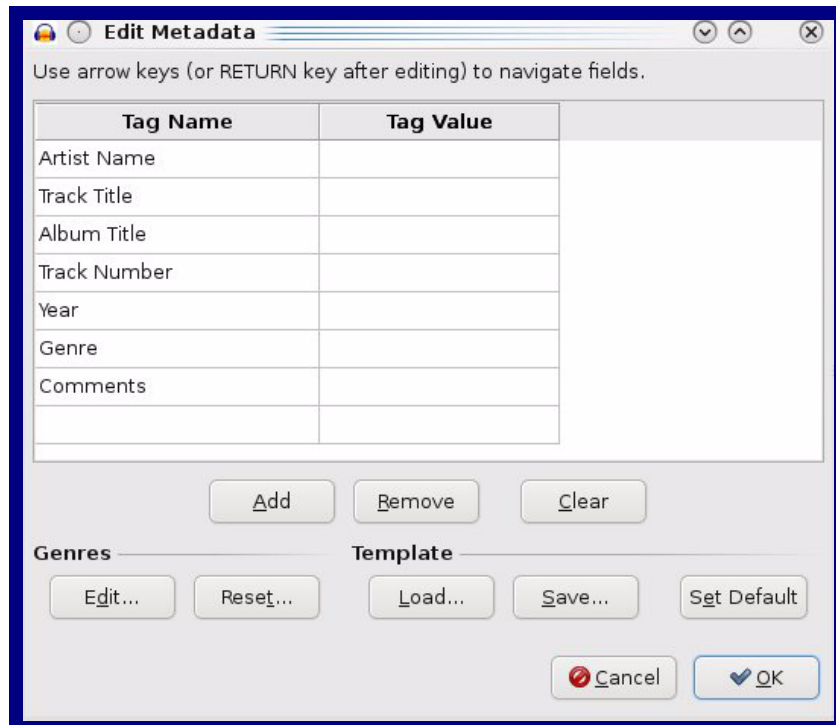 Edit Metadata
Use arrow keys (or RETURN key after editing) to navigate fields.
Tag Name Tag Value
Artist Name
Track Title
Album Title
Track Number
Year
Genre
Comments
Add Remove Clear
Genres Template
Edit... Reset... Load... Save... Set Default
Cancel OK